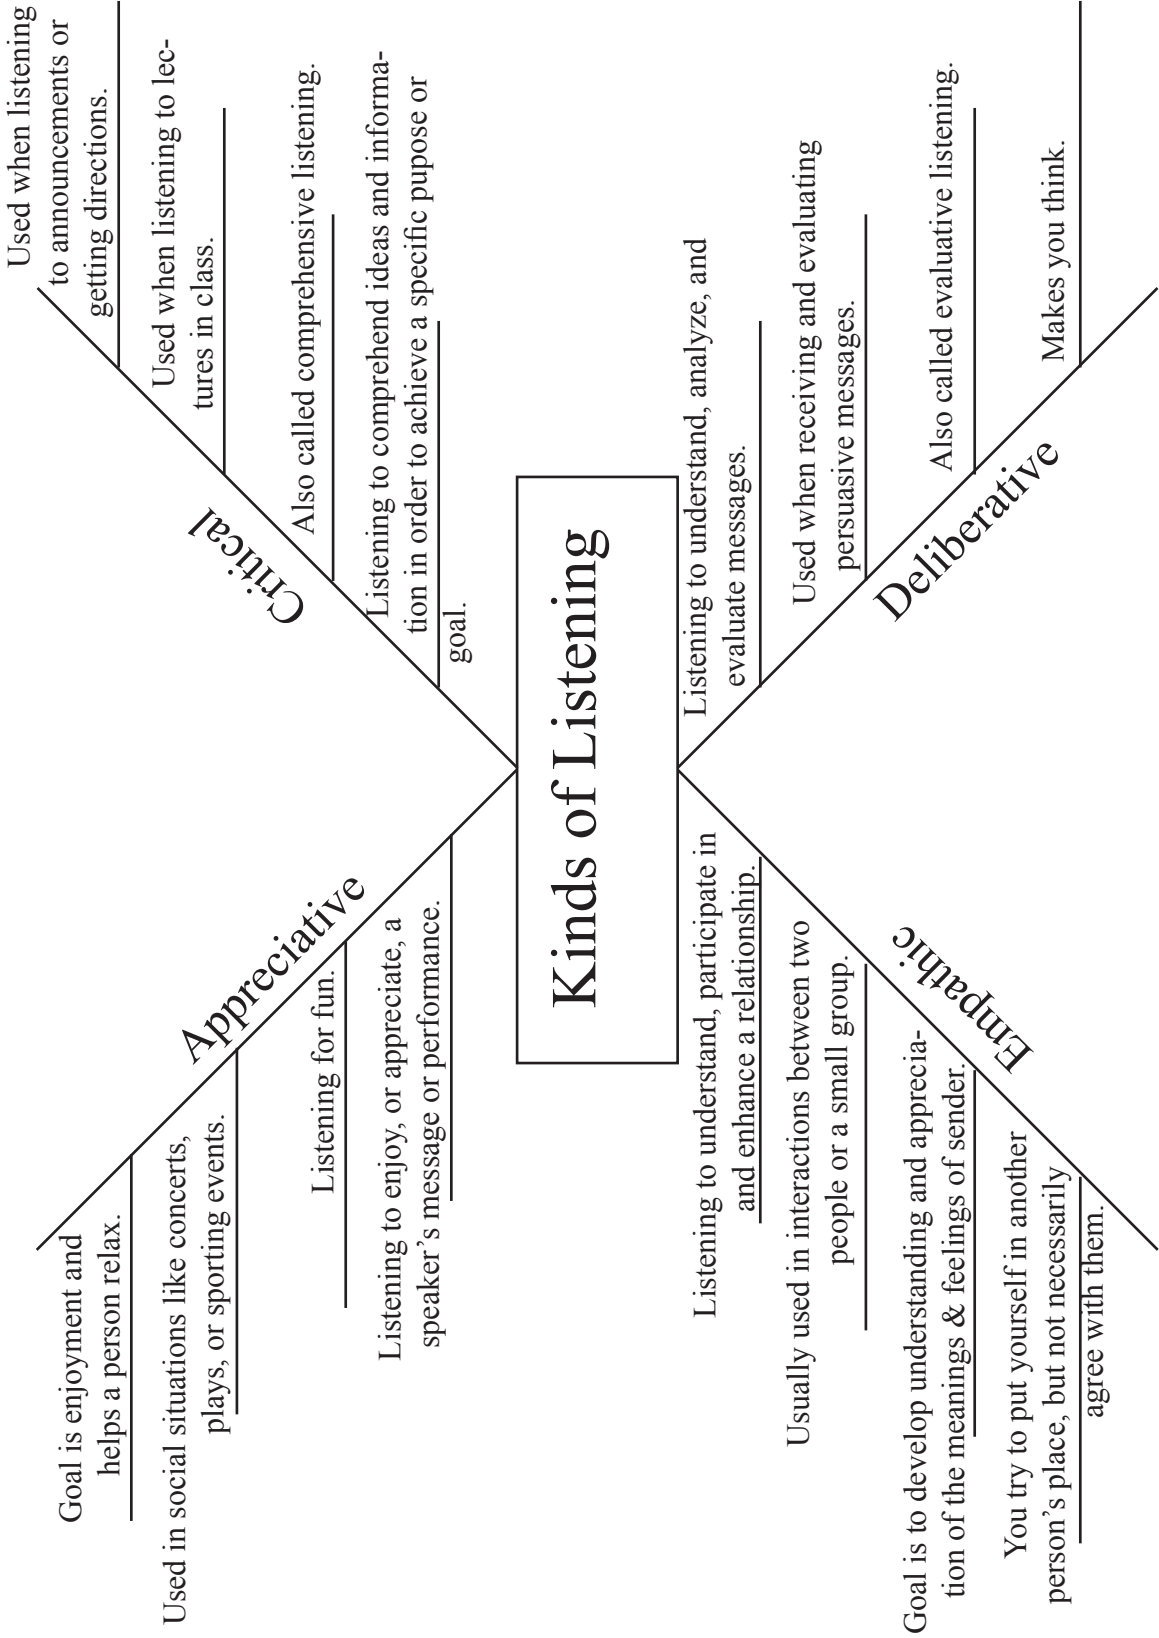 Appreciative
Goal is enjoyment and
helps a person relax.
Used in social situations like concerts,
plays, or sporting events.
Listening for fun.
Listening to enjoy, or appreciate, a
speaker’s message or performance.
Critical
Used when listening
to announcements or
getting directions.
Used when listening to lec-
tures in class.
Also called comprehensive listening.
Listening to comprehend ideas and informa-
tion in order to achieve a specific pupose or
goal.
Kinds of Listening
Listening to understand, participate in
and enhance a relationship.
Usually used in interactions between two
people or a small group.
Goal is to develop understanding and apprecia-
tion of the meanings & feelings of sender.
You try to put yourself in another
person’s place, but not necessarily
agree with them.
Empathic
Listening to understand, analyze, and
evaluate messages.
Used when receiving and evaluating
persuasive messages.
Also called evaluative listening.
Makes you think.
Deliberative